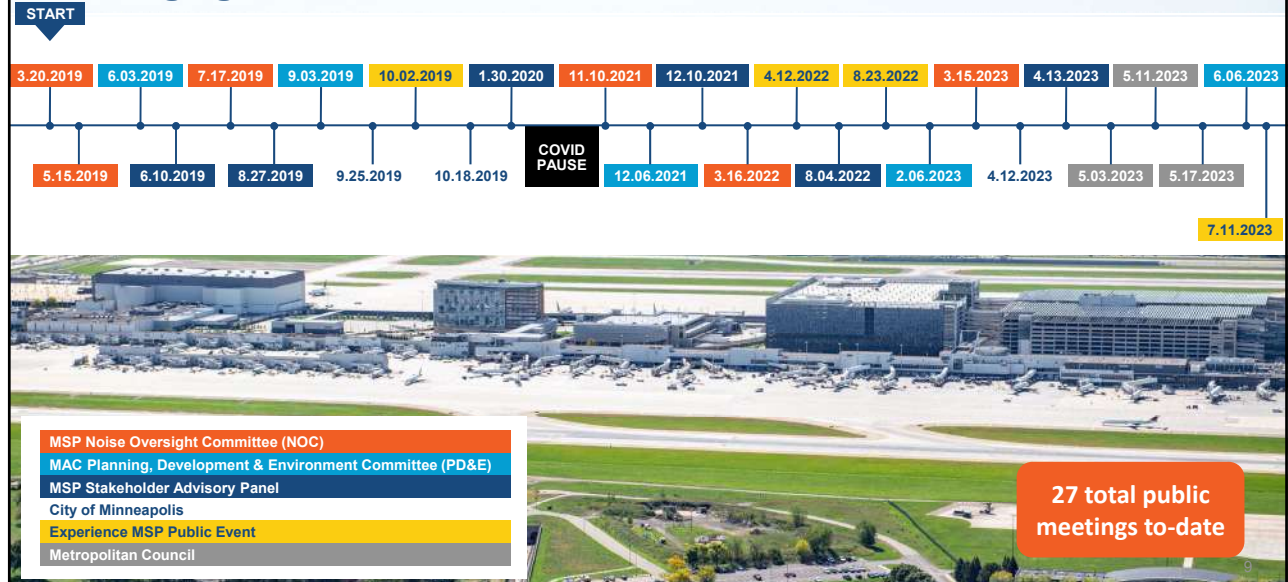 START
3.20.2019 6.03.2019 7.17.2019 9.03.2019 10.02.2019 1.30.2020 11.10.2021 12.10.2021 4.12.2022 8.23.2022 3.15.2023 4.13.2023 5.11.2023 6.06.2023
COVID
PAUSE
5.15.2019 6.10.2019 8.27.2019 9.25.2019 10.18.2019 12.06.2021 3.16.2022 8.04.2022 2.06.2023 4.12.2023 5.03.2023 5.17.2023
7.11.2023
MSP Noise Oversight Committee (NOC)
MAC Planning, Development & Environment Committee (PD&E)
MSP Stakeholder Advisory Panel
City of Minneapolis
Experience MSP Public Event
Metropolitan Council
27 total public
meetings to-date
9